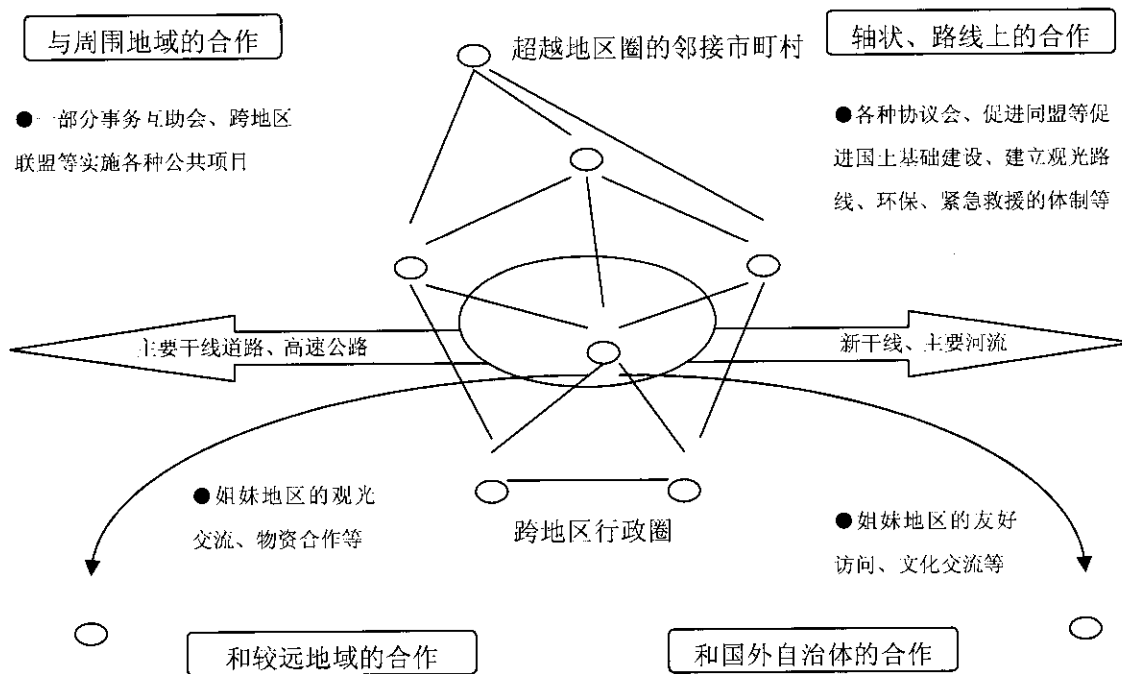 与周围地域的合作
超越地区圈的邻接市町村
轴状、路线上的合作
●一部分事务互助会、跨地区
联盟等实施各种公共项目
●各种协议会、促进同盟等促
进国土基础建设、建立观光路
线、环保、紧急救援的体制等
主要干线道路、高速公路
新干线、主要河流
●姐妹地区的观光
交流、物资合作等
跨地区行政圈
●姐妹地区的友好
访问、文化交流等
和较远地域的合作
和国外自治体的合作